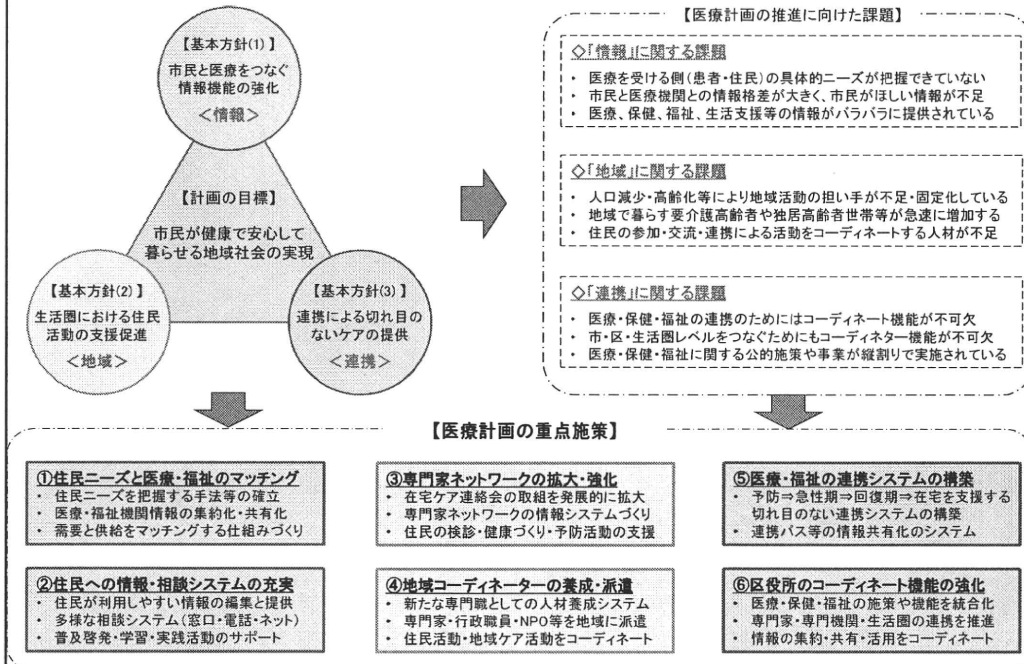 【基本方針(1)】
市民と医療をつなぐ
情報機能の強化
<情報>
【計画の目標】
市民が健康で安心して
暮らせる地域社会の実現
【基本方針(2)】
生活圏における住民
活動の支援促進
<地域>
【基本方針(3)】
連携による切れ目の
ないケアの提供
<連携>
【医療計画の推進に向けた課題】
◇「情報」に関する課題
・ 医療を受ける側(患者・住民)の具体的ニーズが把握できていない
・ 市民と医療機関との情報格差が大きく、市民がほしい情報が不足
・ 医療、保健、福祉、生活支援等の情報がバラバラに提供されている
◇「地域」に関する課題
・ 人口減少・高齢化等により地域活動の担い手が不足・固定化している
・ 地域で暮らす要介護高齢者や独居高齢者世帯等が急速に増加する
・ 住民の参加・交流・連携による活動をコーディネートする人材が不足
◇「連携」に関する課題
・ 医療・保健・福祉の連携のためにはコーディネート機能が不可欠
・ 市・区・生活圏レベルをつなぐためにもコーディネター機能が不可欠
・ 医療・保健・福祉に関する公的施策や事業が縦割りで実施されている
【医療計画の重点施策】
①住民ニーズと医療・福祉のマッチング
・ 住民ニーズを把握する手法等の確立
・ 医療・福祉機関情報の集約化・共有化
・ 需要と供給をマッチングする仕組みづくり
②住民への情報・相談システムの充実
・ 住民が利用しやすい情報の編集と提供
・ 多様な相談システム(窓口・電話・ネット)
・ 普及啓発・学習・実践活動のサポート
③専門家ネットワークの拡大・強化
・ 在宅ケア連絡会の取組を発展的に拡大
・ 専門家ネットワークの情報システムづくり
・ 住民の検診・健康づくり・予防活動の支援
④地域コーディネーターの養成・派遣
・ 新たな専門職としての人材養成システム
・ 専門家・行政職員・NPO等を地域に派遣
・ 住民活動・地域ケア活動をコーディネート
⑤医療・福祉の連携システムの構築
・ 予防⇒急性期⇒回復期⇒在宅を支援する
切れ目のない連携システムの構築
・ 連携パス等の情報共有化のシステム
⑥区役所のコーディネート機能の強化
・ 医療・保健・福祉の施策や機能を統合化
・ 専門家・専門機関・生活圏の連携を推進
・ 情報の集約・共有・活用をコーディネート